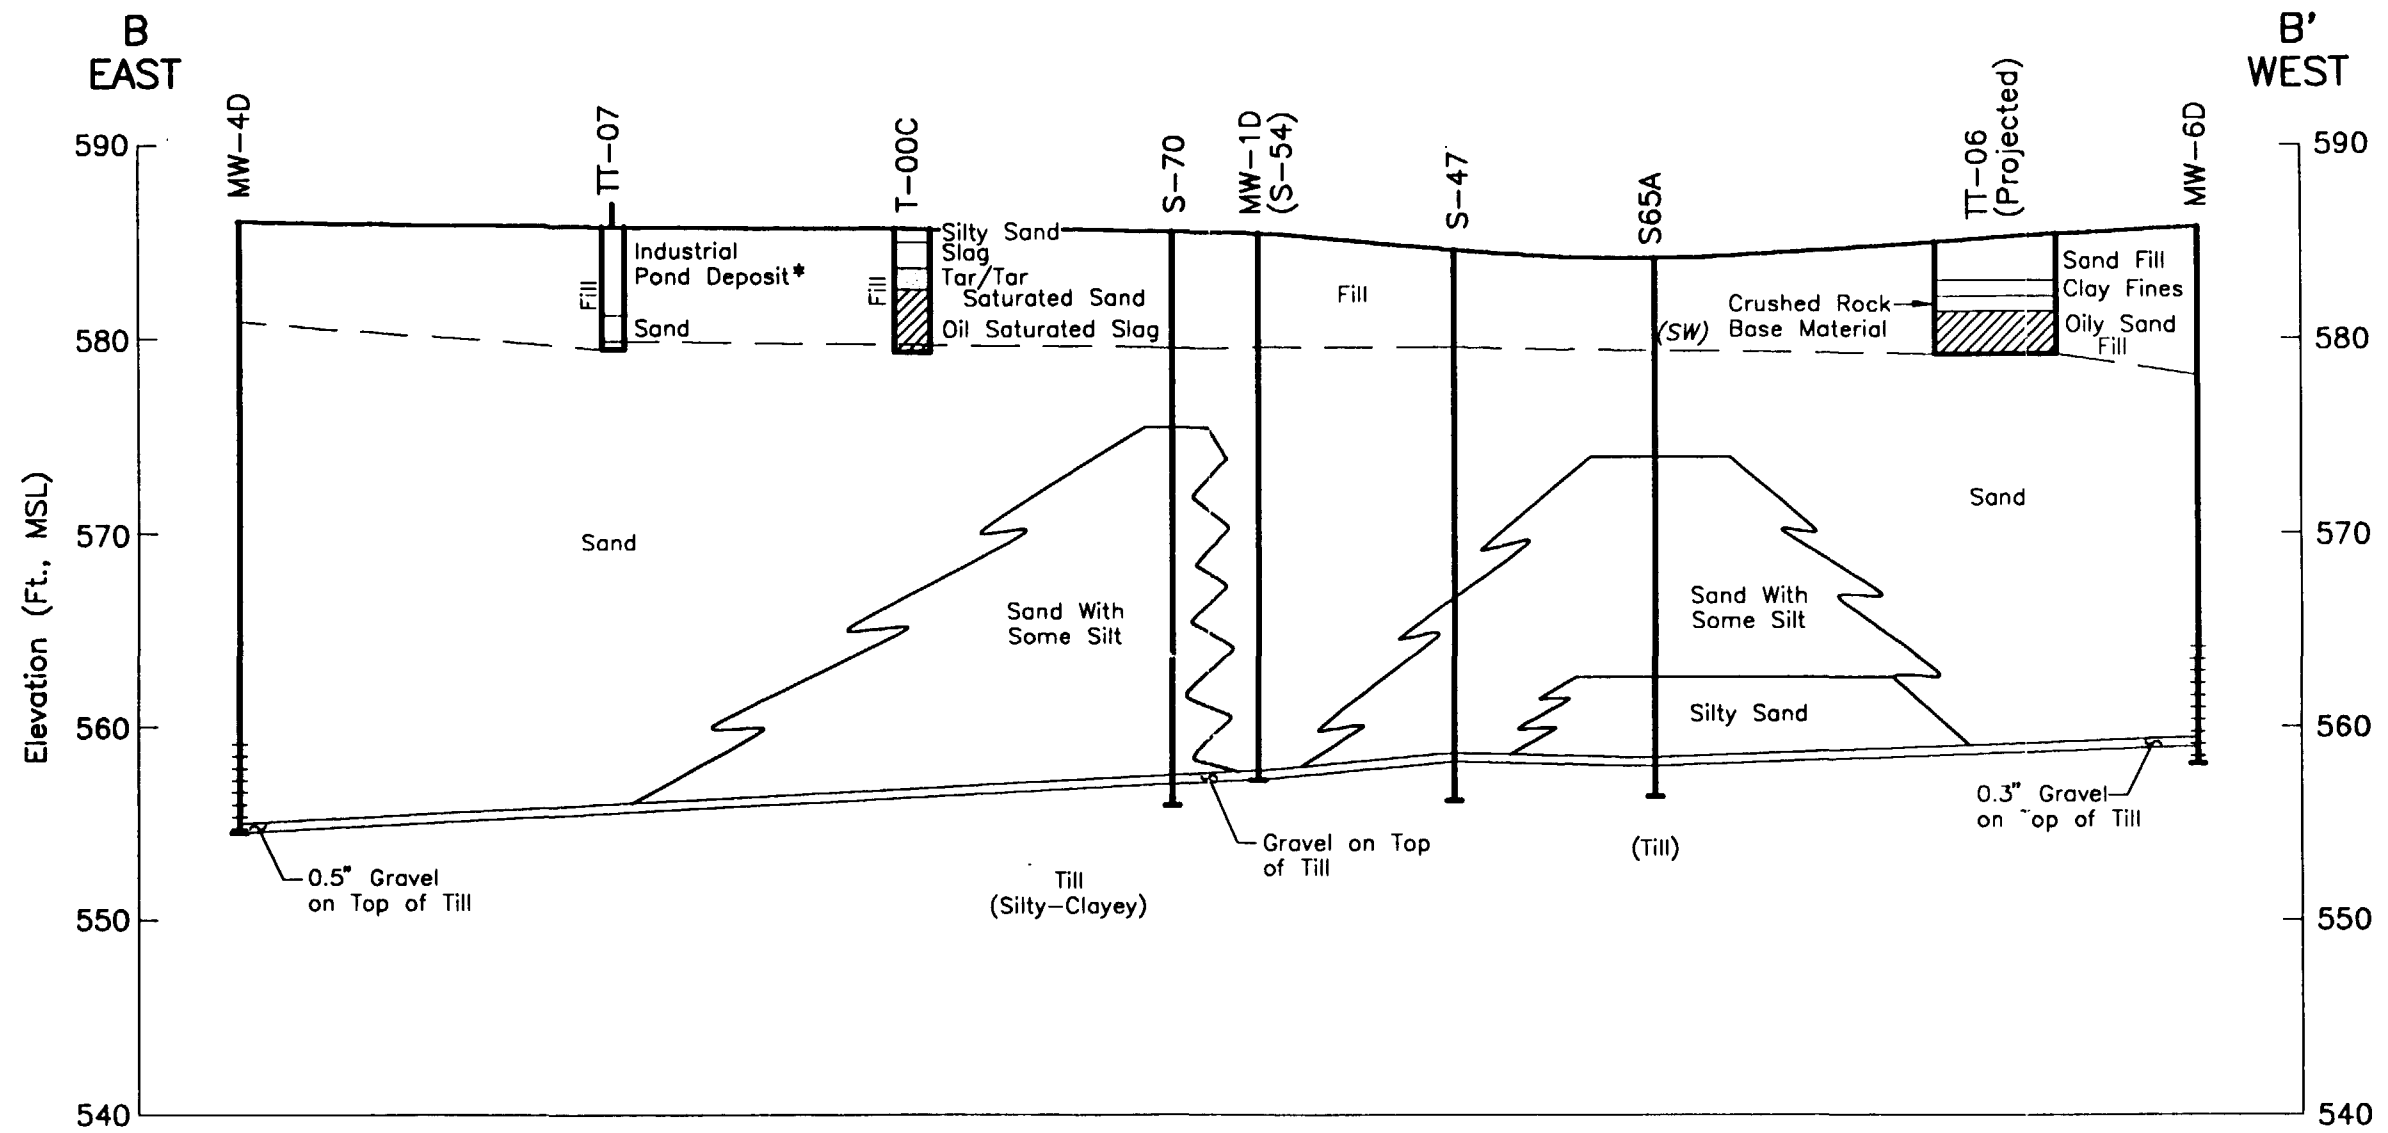 B
EAST
B'
WEST
MW-4D
TT-07
T-00C
S-70
MW-1D
(S-54)
S-47
S65A
TT-06
(Projected)
MW-6D
590
590
580
580
570
570
560
560
550
550
540
540
Elevation (Ft., MSL)
Fill
Industrial
Pond Deposit*
Sand
Fill
Silty Sand
Slag
Tar/Tar
Saturated Sand
Oil Saturated Slag
Fill
(SW)
Crushed Rock
Base Material
Sand Fill
Clay Fines
Oily Sand
Fill
Sand
Sand With
Some Silt
Sand With
Some Silt
Silty Sand
Sand
0.5" Gravel
on Top of Till
Till
(Silty-Clayey)
Gravel on Top
of Till
(Till)
0.3" Gravel
on Top of Till